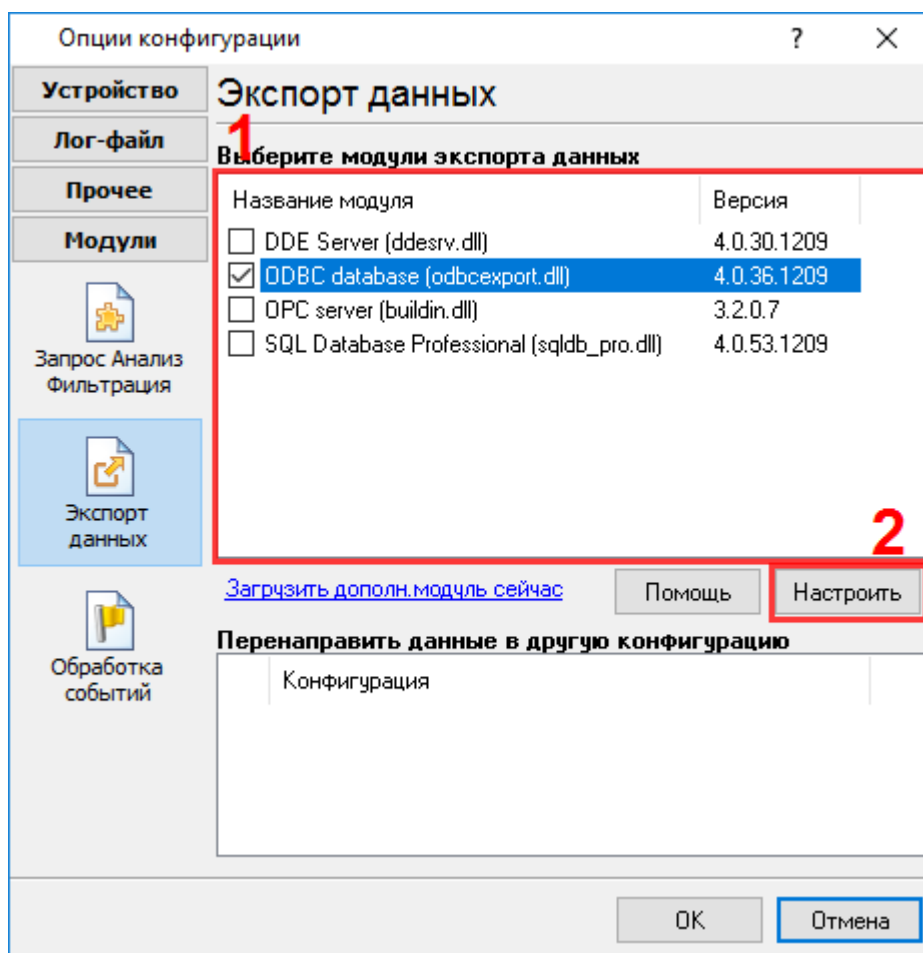 Опции конфигурации
?
Устройство
Лог-файл
Прочее
Модули
Запрос Анализ
Фильтрация
Экспорт
данных
Обработка
событий
Экспорт данных
1
Выберите модули экспорта данных
Название модуля Версия
DDE Server (ddesrv.dll) 4.0.30.1209
ODBC database (odbcexport.dll) 4.0.36.1209
OPC server (buildin.dll) 3.2.0.7
SQL Database Professional (sqldb_pro.dll) 4.0.53.1209
2
Загрузить дополн.модуль сейчас Помощь Настроить
Перенаправить данные в другую конфигурацию
Конфигурация
OK Отмена